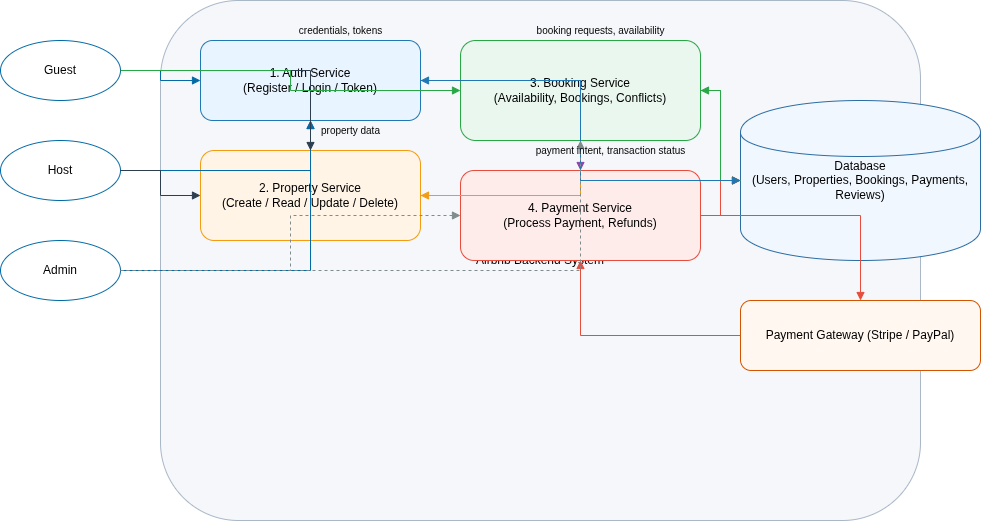 credentials, tokens
booking requests, availability
Guest
1. Auth Service
(Register / Login / Token)
3. Booking Service
(Availability, Bookings, Conflicts)
property data
payment intent, transaction status
Host
2. Property Service
(Create / Read / Update / Delete)
4. Payment Service
(Process Payment, Refunds)
Database
(Users, Properties, Bookings, Payments,
Reviews)
Admin
Airbnb Backend System
Payment Gateway (Stripe / PayPal)